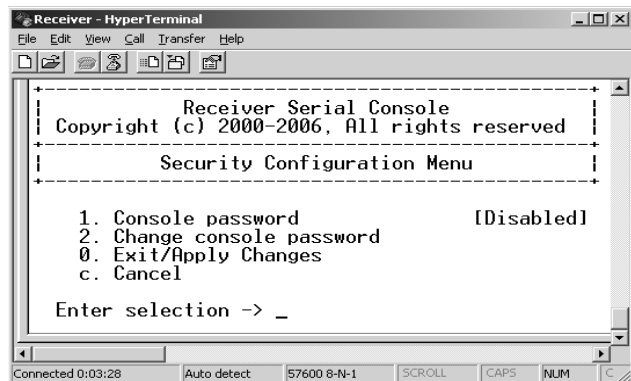 Receiver - HyperTerminal
File Edit View Call Transfer Help
Receiver Serial Console
Copyright (c) 2000-2006, All rights reserved
Security Configuration Menu
1. Console password [Disabled]
2. Change console password
0. Exit/Apply Changes
c. Cancel
Enter selection -> _
Connected 0:03:28 Auto detect 57600 8-N-1 SCROLL CAPS NUM C